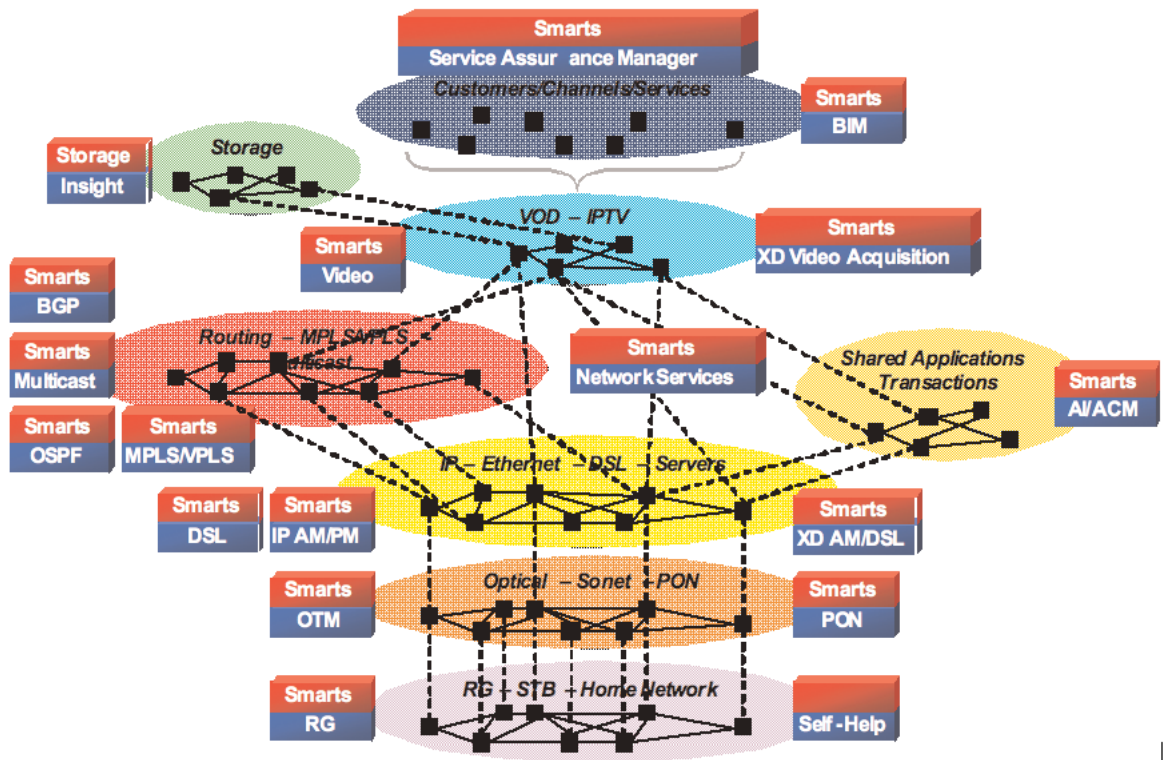 Smarts
Service Assur ance Manager
Customers/Channels/Services
Smarts
BIM
Storage
Storage
Insight
VOD – IPTV
Smarts
Video
Smarts
XD Video Acquisition
Smarts
BGP
Routing – MPLS/VPLS –
Smarts
Multicast
Smarts
Network Services
Shared Applications
Transactions
Smarts
AI/ACM
Smarts
OSPF
Smarts
MPLS/VPLS
IP – Ethernet – DSL – Servers
Smarts
DSL
Smarts
IP AM/PM
Smarts
XD AM/DSL
Optical – Sonet – PON
Smarts
OTM
Smarts
PON
RG – STB – Home Network
Smarts
RG
Self-Help